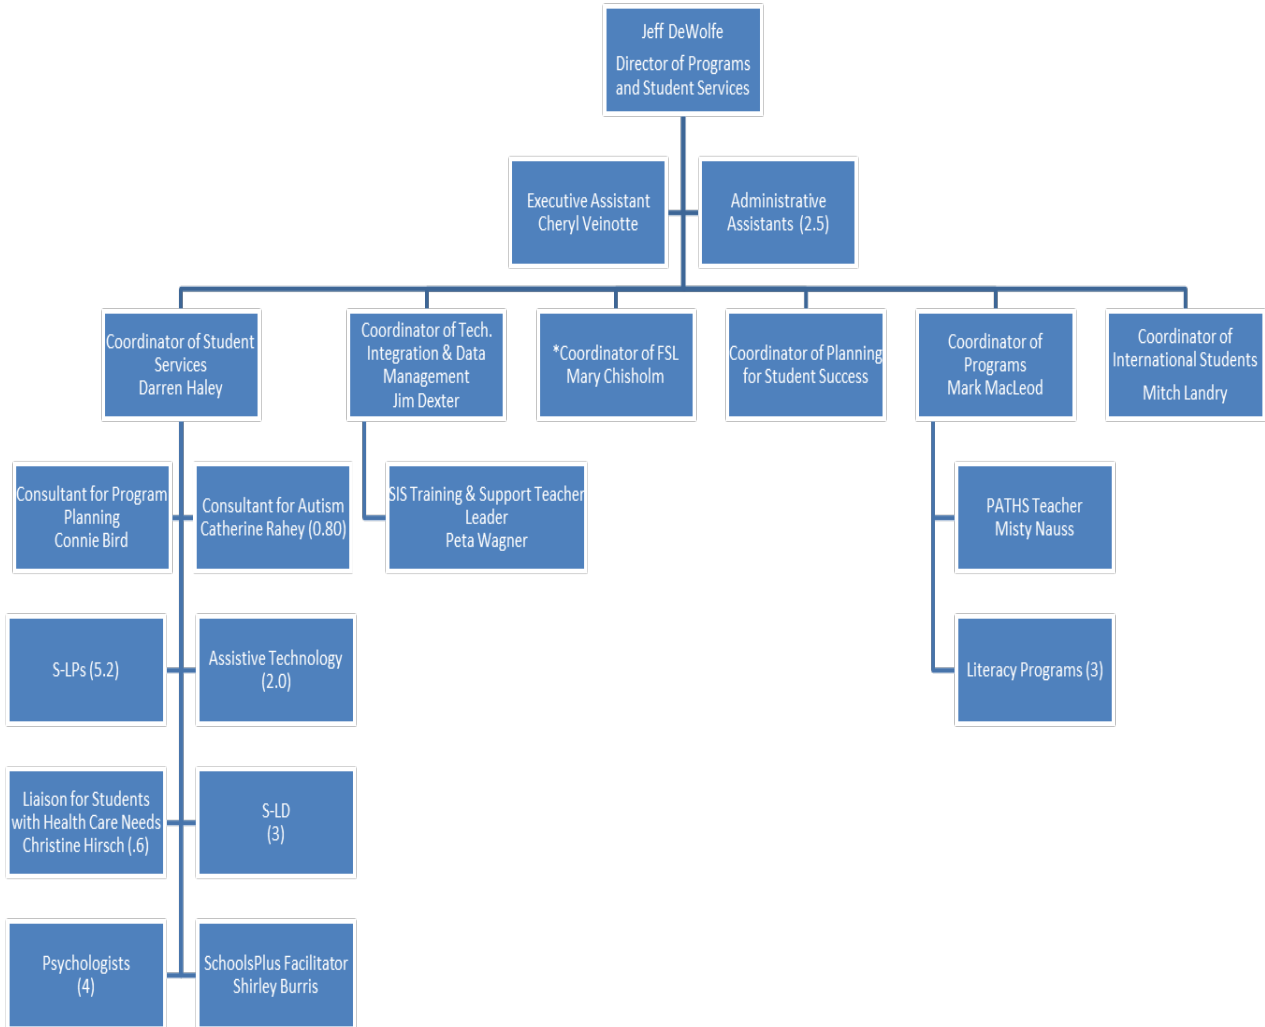 Jeff DeWolfe
Director of Programs
and Student Services
Executive Assistant
Cheryl Veinotte
Administrative
Assistants (2.5)
Coordinator of Student
Services
Darren Haley
Coordinator of Tech.
Integration & Data
Management
Jim Dexter
*Coordinator of FSL
Mary Chisholm
Coordinator of Planning
for Student Success
Coordinator of
Programs
Mark MacLeod
Coordinator of
International Students
Mitch Landry
Consultant for Program
Planning
Connie Bird
Consultant for Autism
Catherine Rahey (0.80)
SIS Training & Support Teacher
Leader
Peta Wagner
PATHS Teacher
Misty Nauss
S-LPs (5.2)
Assistive Technology
(2.0)
Literacy Programs (3)
Liaison for Students
with Health Care Needs
Christine Hirsch (.6)
S-LD
(3)
Psychologists
(4)
SchoolsPlus Facilitator
Shirley Burris